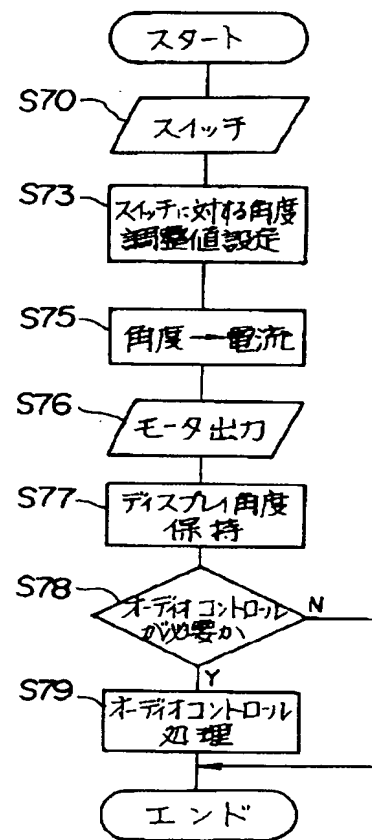 スタート
S70
スイッチ
S73
スイッチに対する角度
調整値設定
S75
角度→電流
S76
モータ出力
S77
ディスプレイ角度
保持
S78
オーディオコントロール
が必要か
N
Y
S79
オーディオコントロール
処理
エンド